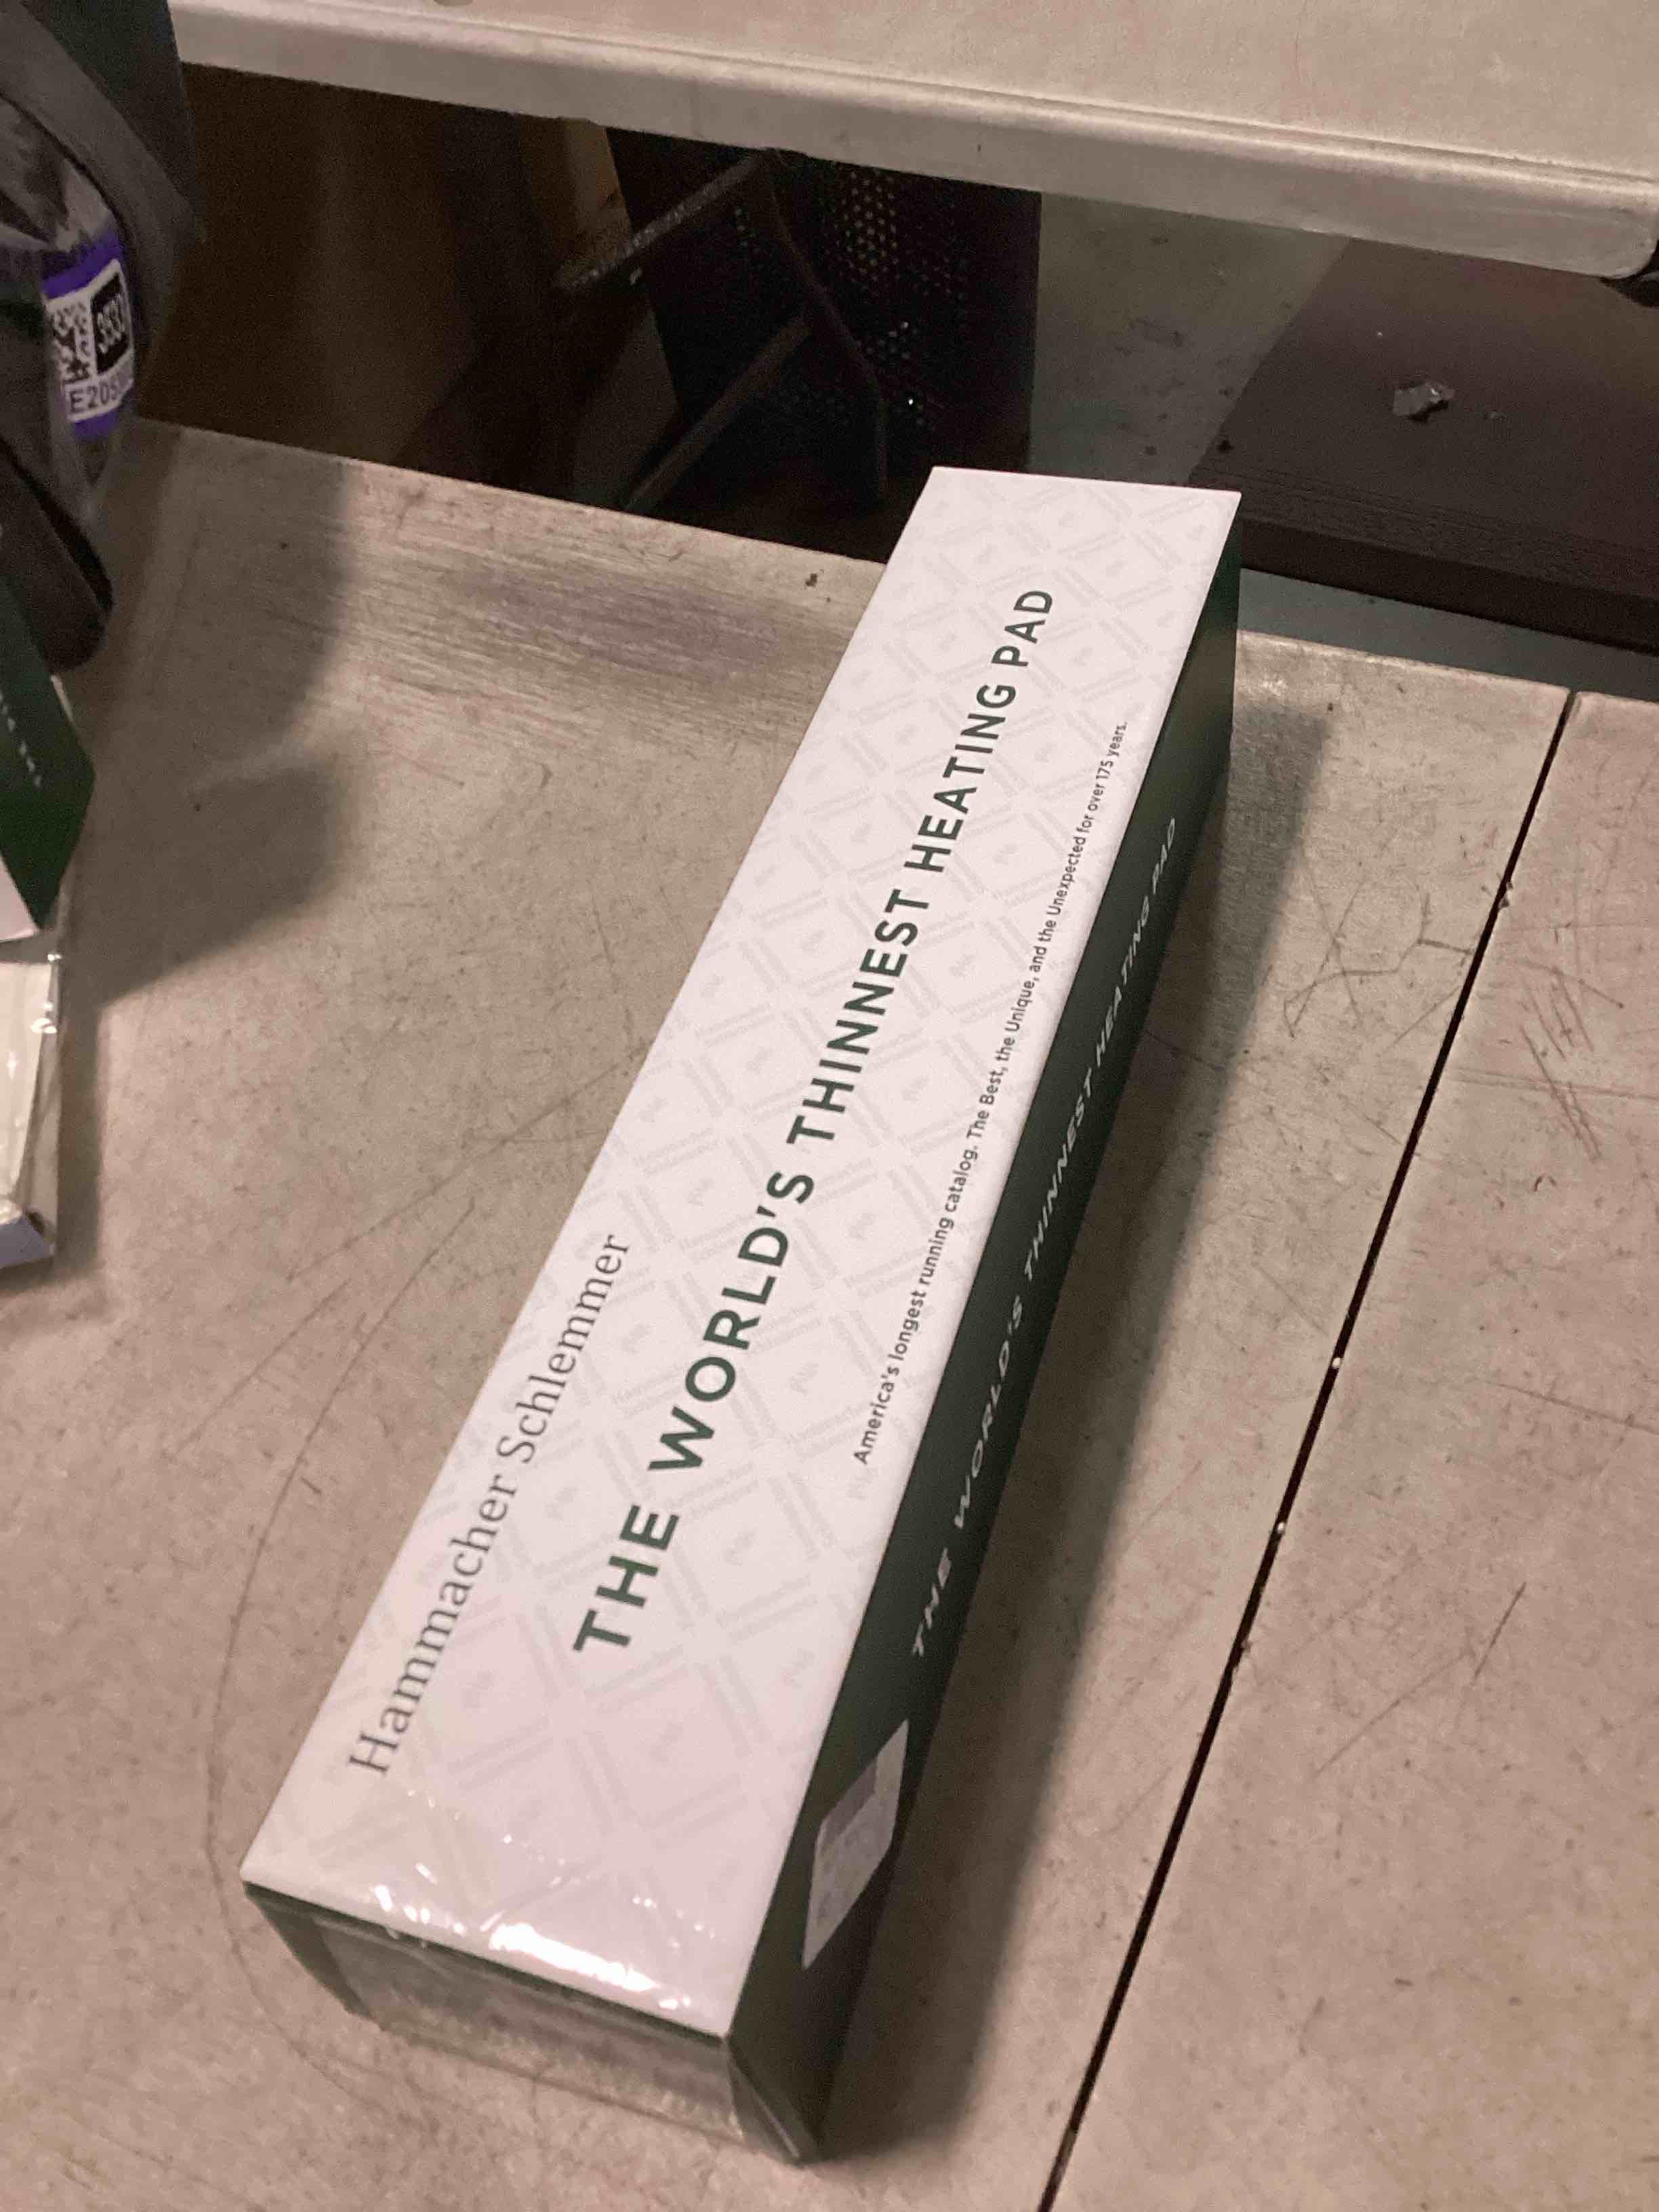 Hammacher Schlemmer
THE WORLD'S THINNEST HEATING PAD
America's longest running catalog. The Best, the Unique, and the Unexpected for over 175 years.
THE WORLD'S THINNEST HEATING PAD